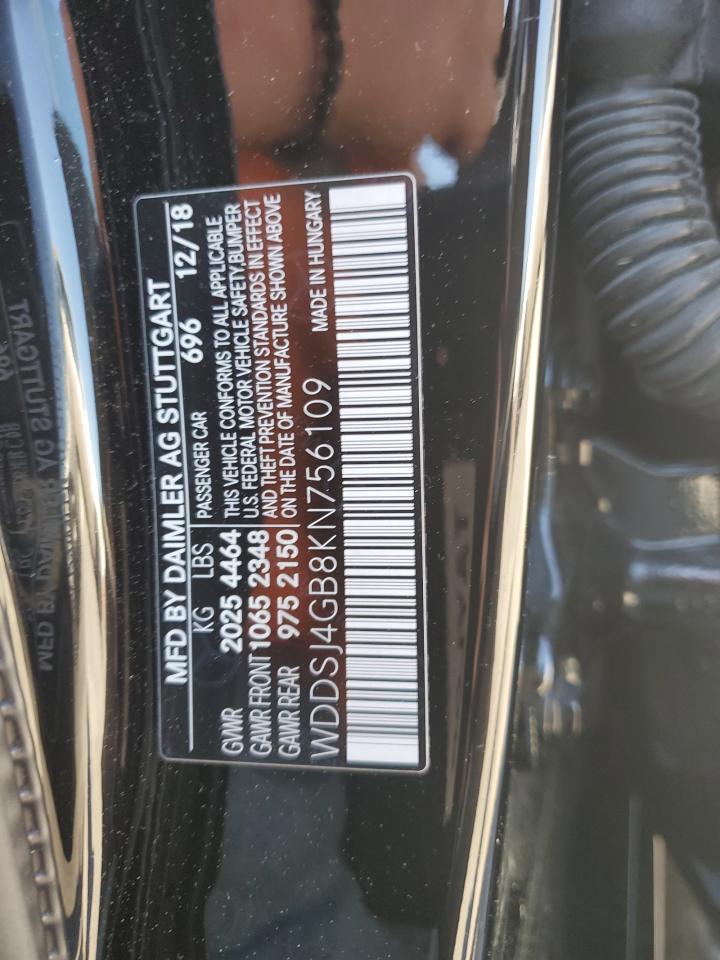 MFD BY DAIMLER AG STUTTGART
KG LBS PASSENGER CAR 696 12/18
GVWR 2025 4464
GAWR FRONT 1065 2348
GAWR REAR 975 2150
THIS VEHICLE CONFORMS TO ALL APPLICABLE
U.S. FEDERAL MOTOR VEHICLE SAFETY,BUMPER
AND THEFT PREVENTION STANDARDS IN EFFECT
ON THE DATE OF MANUFACTURE SHOWN ABOVE
WDDSJ4GB8KN756109 MADE IN HUNGARY